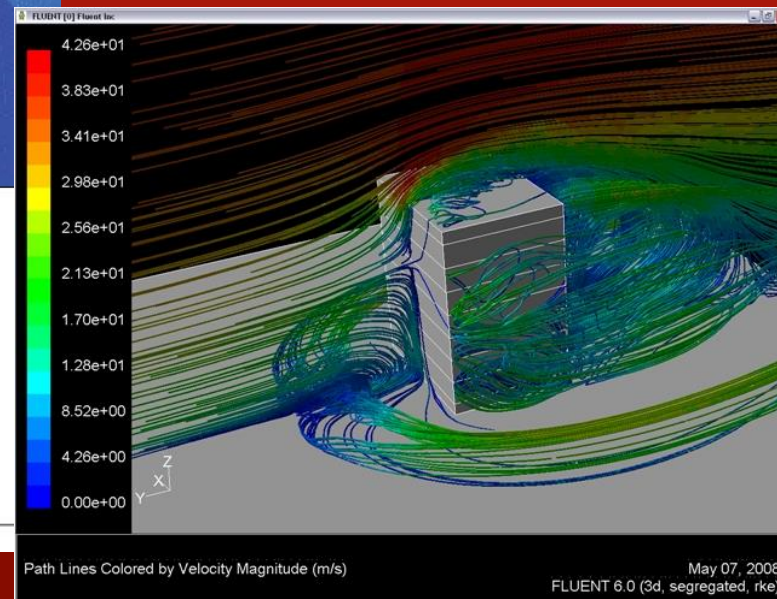 FLUENT [0] Fluent Inc
4.26e+01
3.83e+01
3.41e+01
2.98e+01
2.56e+01
2.13e+01
1.70e+01
1.28e+01
8.52e+00
4.26e+00
0.00e+00
Z
X
Y
Path Lines Colored by Velocity Magnitude (m/s)
May 07, 2008
FLUENT 6.0 (3d, segregated, rke)